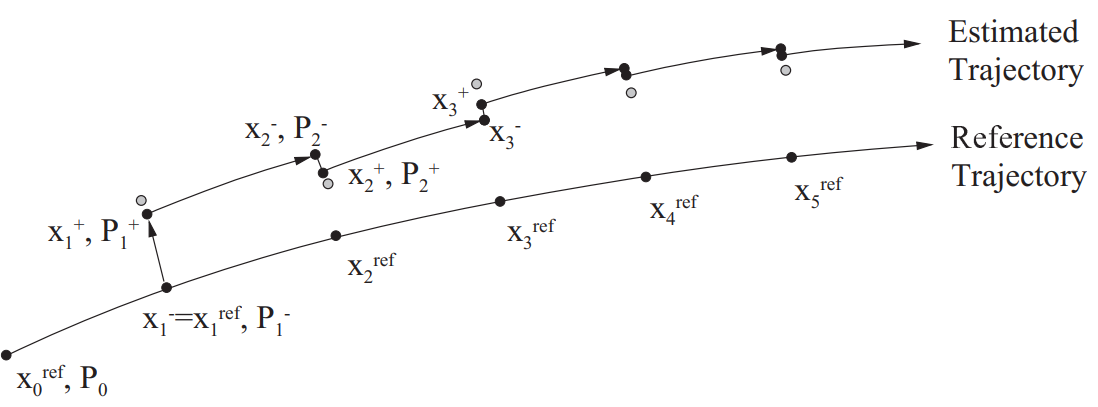 Estimated
Trajectory
x₃⁺
x₂⁻, P₂⁻
x₃⁻
Reference
Trajectory
x₂⁺, P₂⁺
x₅ʳᵉᶠ
x₄ʳᵉᶠ
x₁⁺, P₁⁺
x₃ʳᵉᶠ
x₂ʳᵉᶠ
x₁⁻=x₁ʳᵉᶠ, P₁⁻
x₀ʳᵉᶠ, P₀